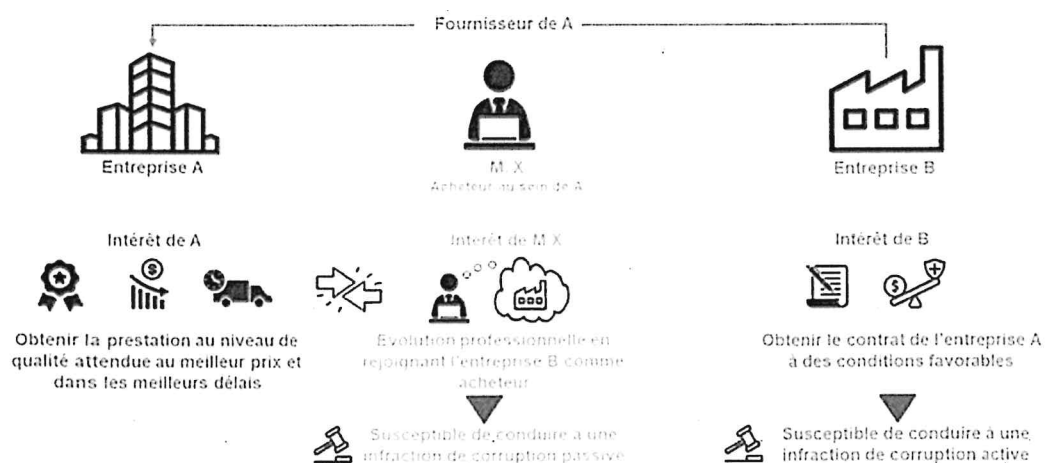 Fournisseur de A
Entreprise A
M. X
Acheteur au sein de A
Entreprise B
Intérêt de A
Intérêt de M X
Intérêt de B
Obtenir la prestation au niveau de
qualité attendue au meilleur prix et
dans les meilleurs délais
Evolution professionnelle en
rejoignant l'entreprise B comme
acheteur
Obtenir le contrat de l'entreprise A
à des conditions favorables
Susceptible de conduire à une
infraction de corruption passive
Susceptible de conduire à une
infraction de corruption active